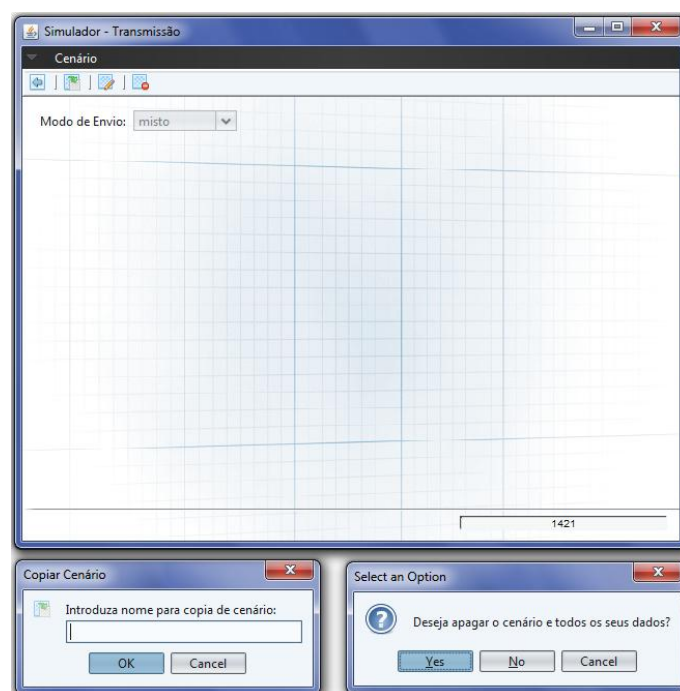 Simulador - Transmissão
Cenário
Modo de Envio: misto
1421
Copiar Cenário
Introduza nome para copia de cenário:
OK Cancel
Select an Option
Deseja apagar o cenário e todos os seus dados?
Yes No Cancel